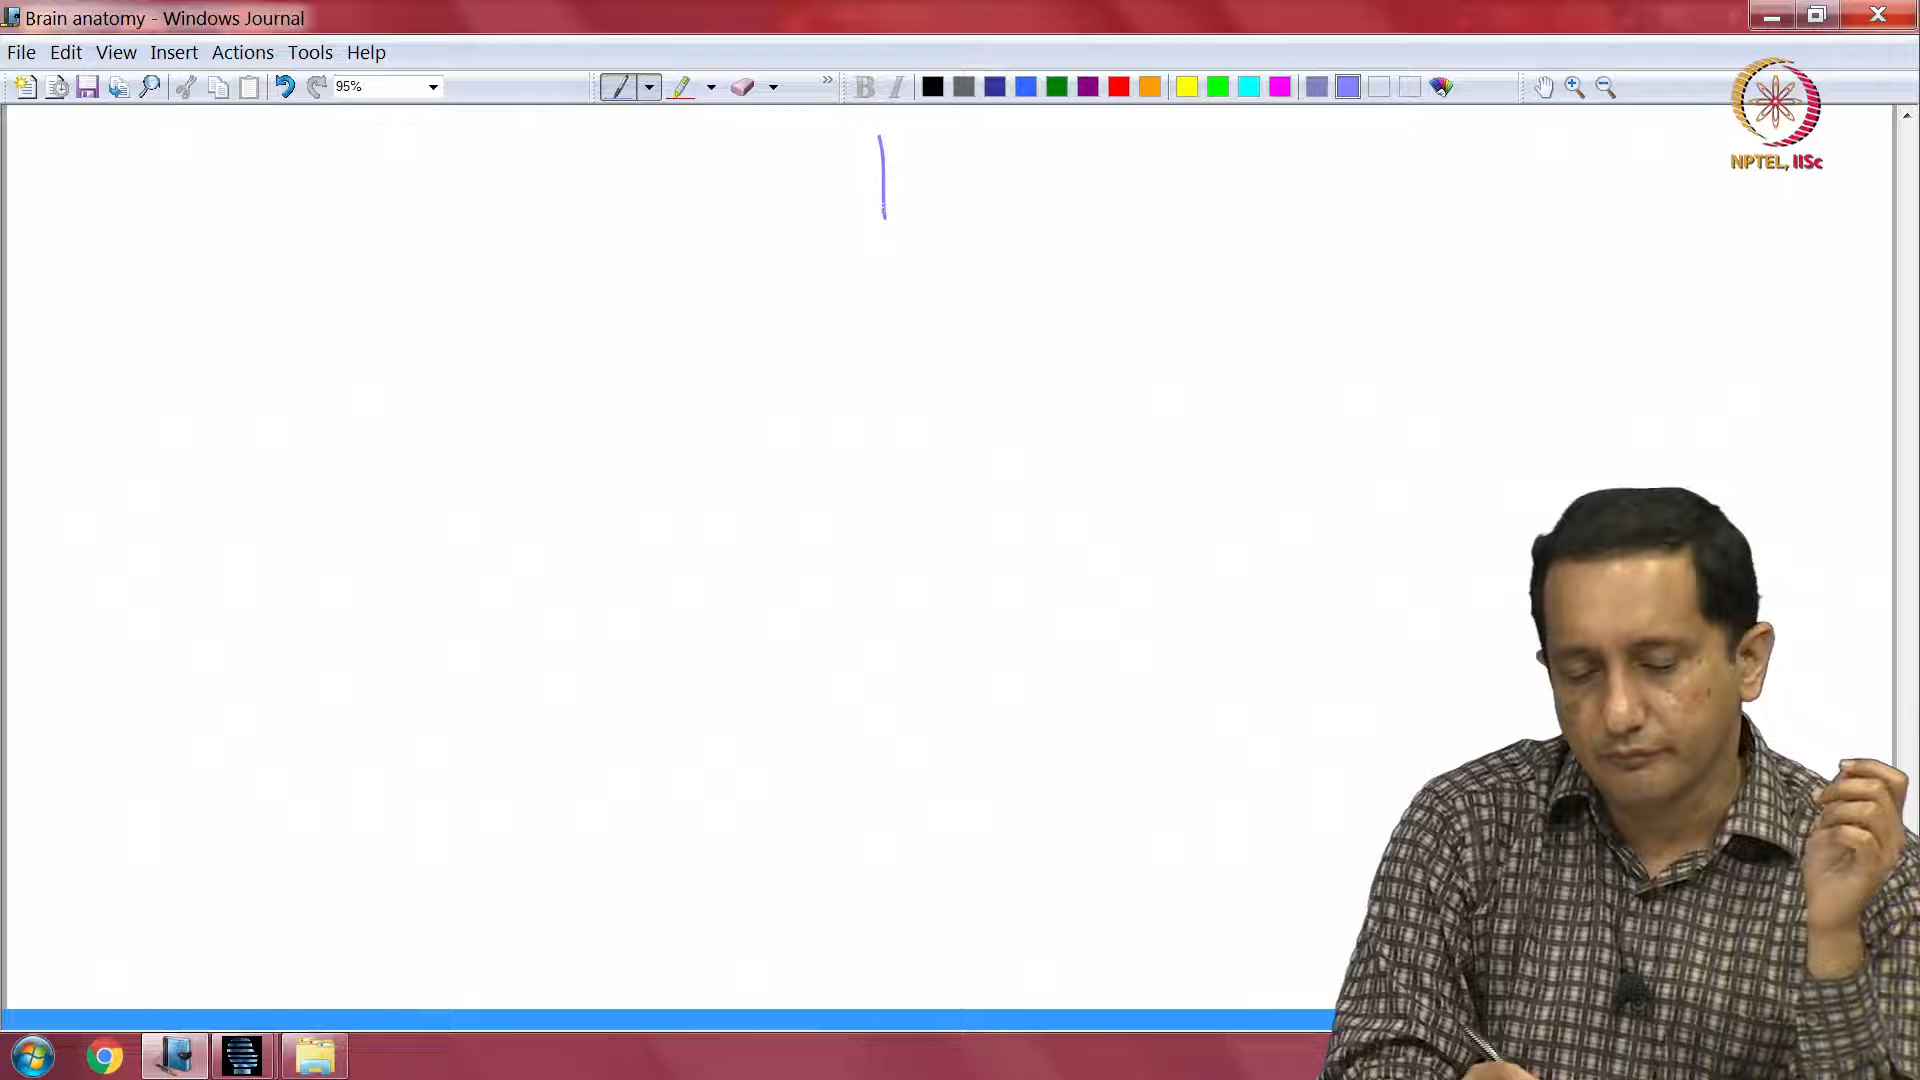 Brain anatomy - Windows Journal
File Edit View Insert Actions Tools Help
95%
B I
NPTEL, IISc